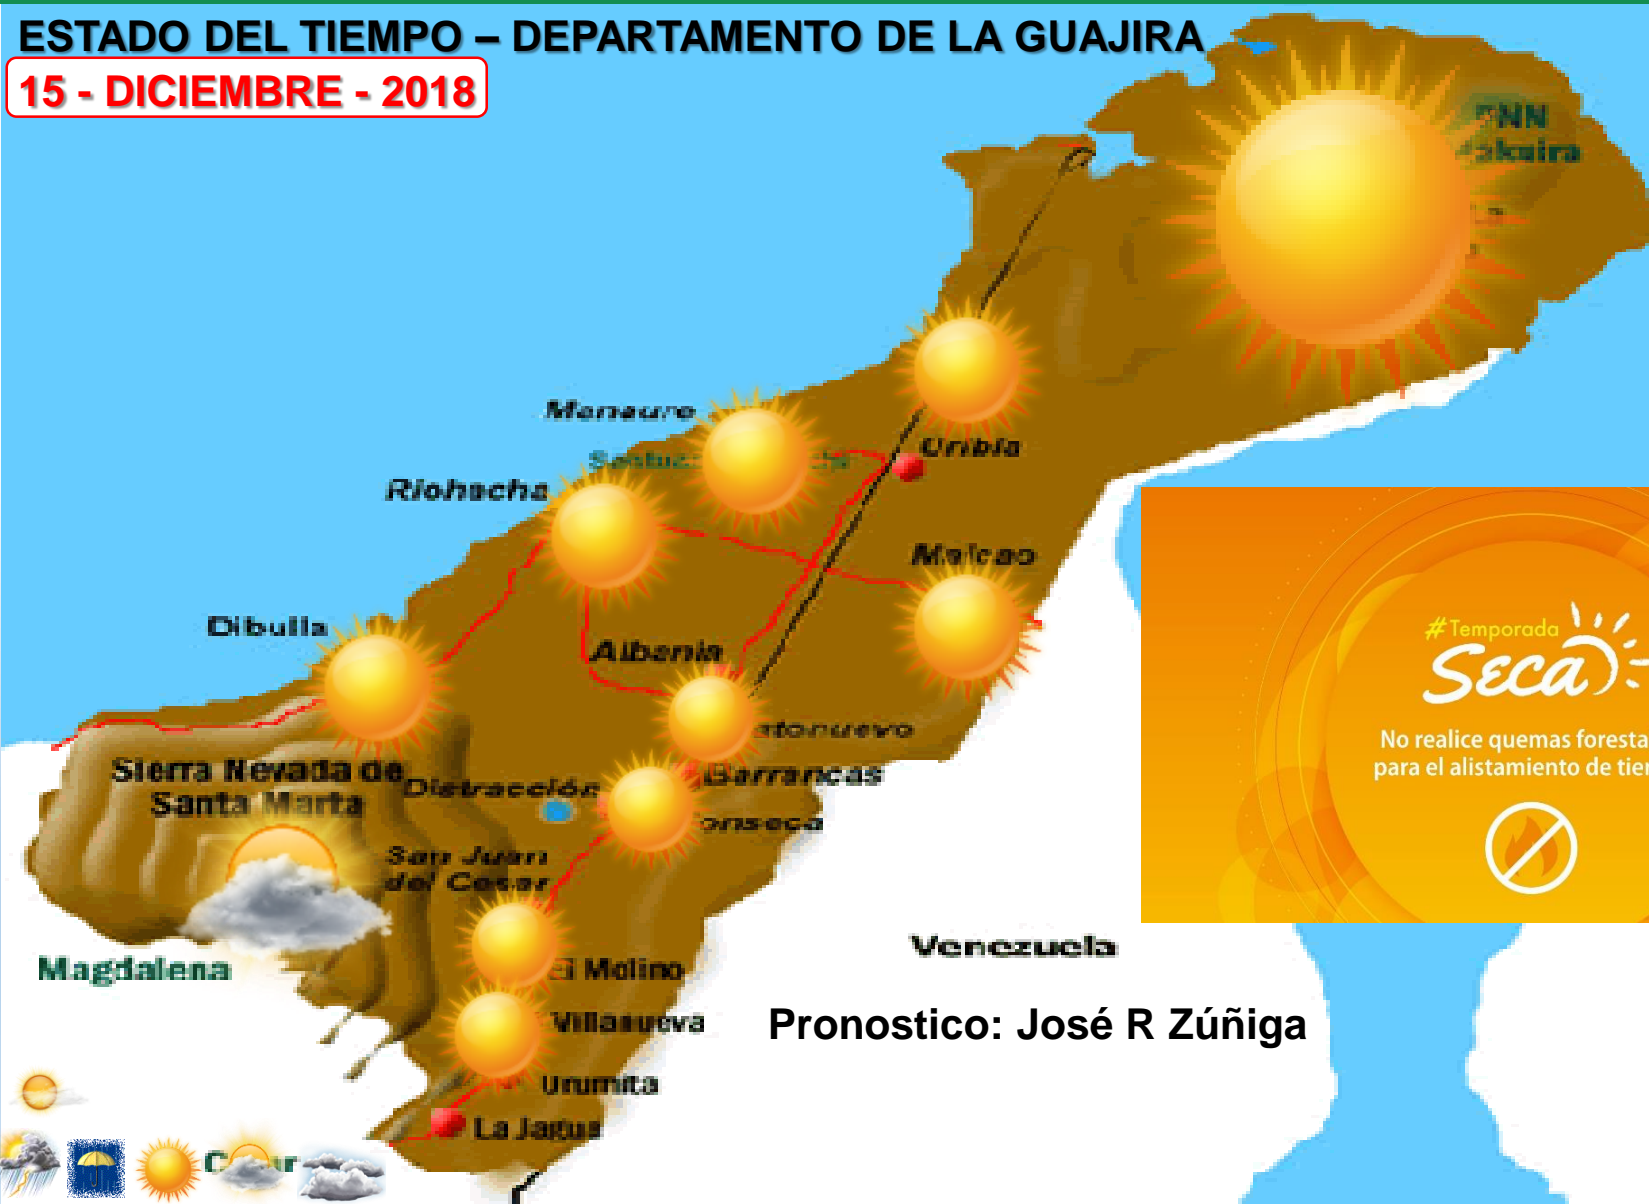 ESTADO DEL TIEMPO – DEPARTAMENTO DE LA GUAJIRA
15 - DICIEMBRE - 2018
PNN
Manaure
Uribia
Riohacha
Maicao
Dibulla
Albania
Barrancas
Sierra Nevada de
Santa Marta
Distracción
San Juan
del Cesar
Magdalena
El Molino
Villanueva
Urumita
La Jagua
Venezuela
Pronostico: José R Zúñiga
#Temporada
Seca
No realice quemas foresta
para el alistamiento de tier